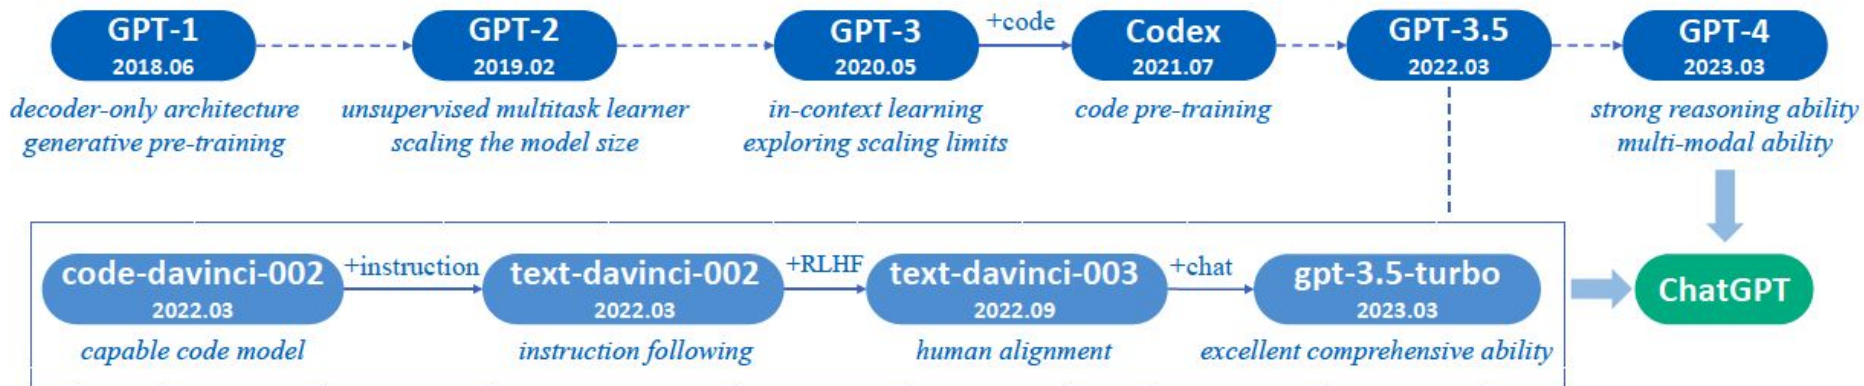 GPT-1
2018.06
decoder-only architecture
generative pre-training
GPT-2
2019.02
unsupervised multitask learner
scaling the model size
GPT-3
2020.05
in-context learning
exploring scaling limits
+code
Codex
2021.07
code pre-training
GPT-3.5
2022.03
GPT-4
2023.03
strong reasoning ability
multi-modal ability
code-davinci-002
2022.03
capable code model
+instruction
text-davinci-002
2022.03
instruction following
+RLHF
text-davinci-003
2022.09
human alignment
+chat
gpt-3.5-turbo
2023.03
excellent comprehensive ability
ChatGPT